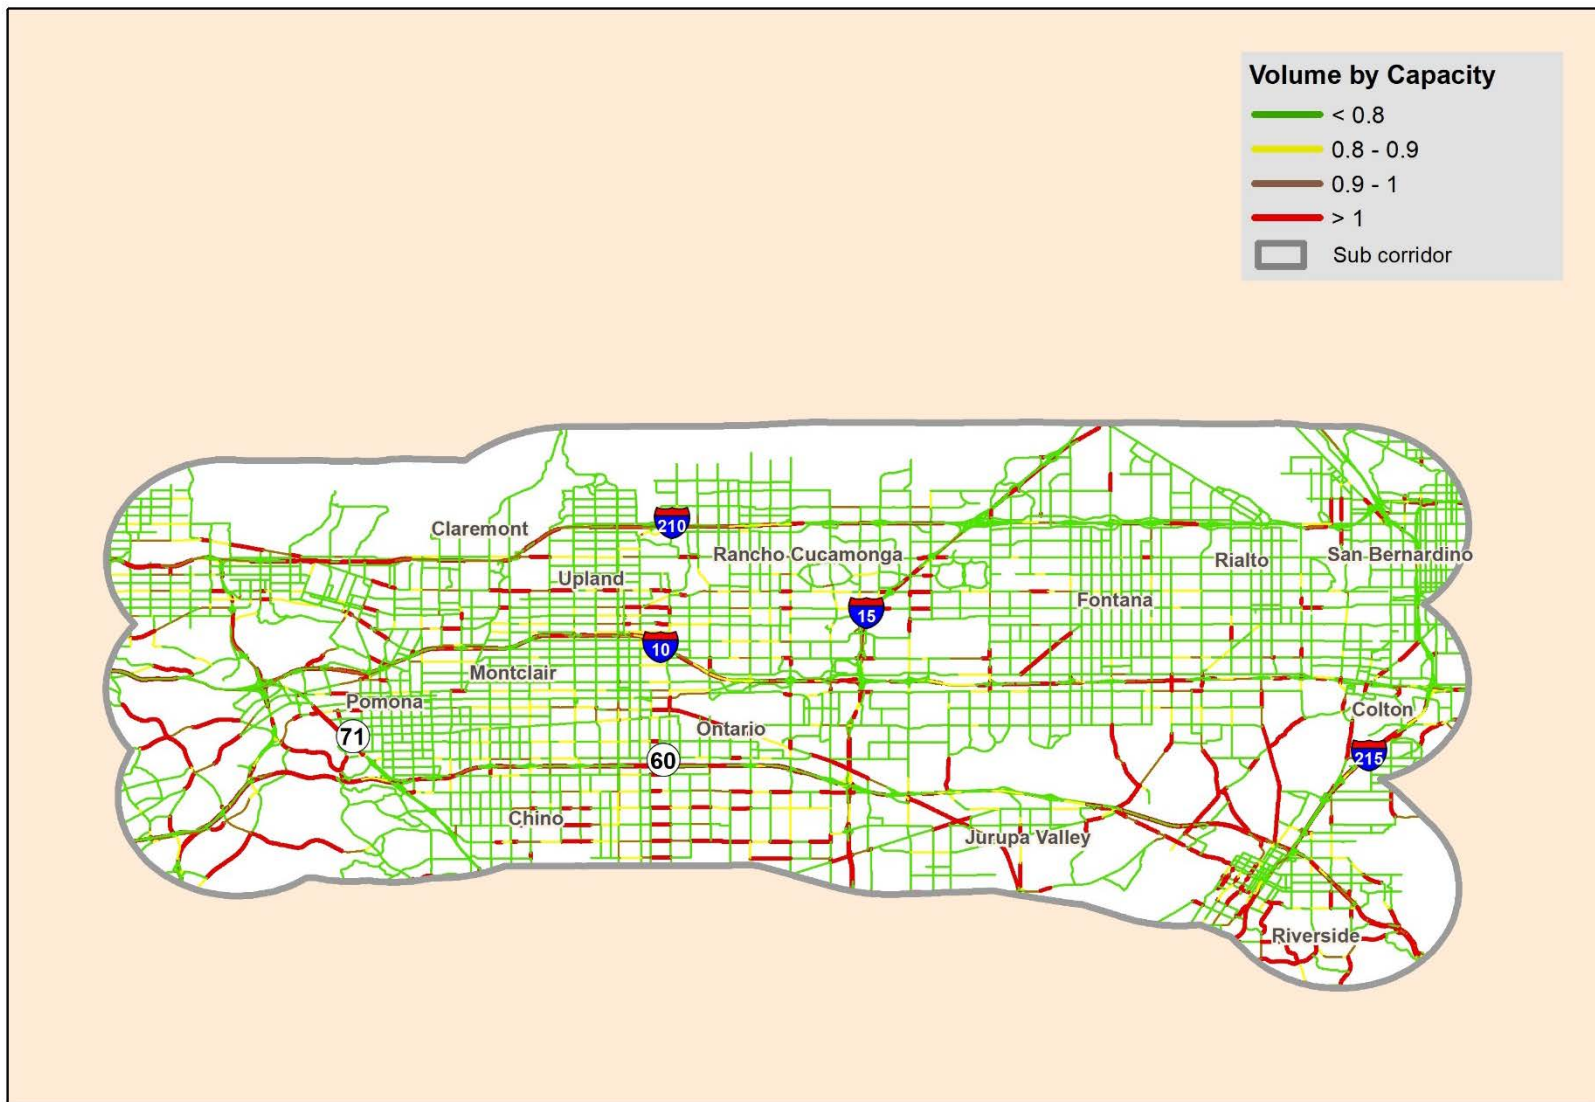 Volume by Capacity
< 0.8
0.8 - 0.9
0.9 - 1
> 1
Sub corridor
Claremont
210
Rancho Cucamonga
Rialto
San Bernardino
Upland
Fontana
15
10
Montclair
Pomona
Colton
71
Ontario
60
215
Chino
Jurupa Valley
Riverside